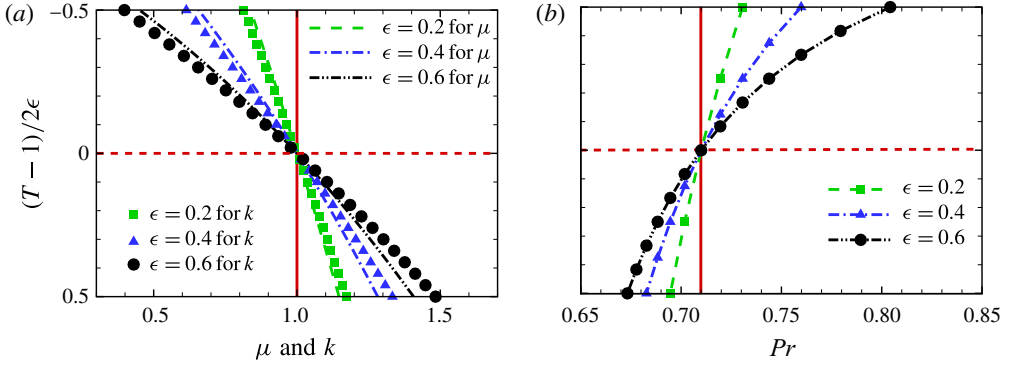 (a)
−0.5
0
0.5
(T − 1)/2ϵ
ϵ = 0.2 for μ
ϵ = 0.4 for μ
ϵ = 0.6 for μ
ϵ = 0.2 for k
ϵ = 0.4 for k
ϵ = 0.6 for k
0.5 1.0 1.5
μ and k
(b)
ϵ = 0.2
ϵ = 0.4
ϵ = 0.6
0.65 0.70 0.75 0.80 0.85
Pr